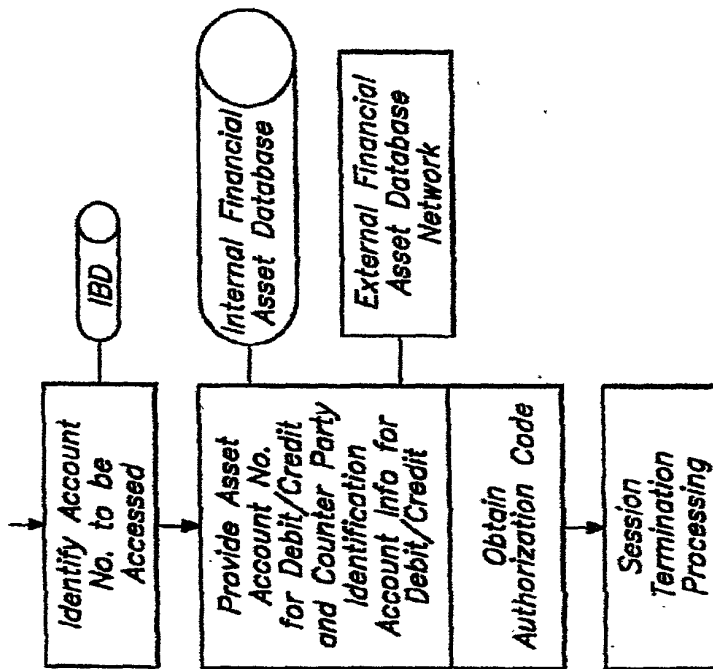 Identify Account
No. to be
Accessed
IBD
Provide Asset
Account No.
for Debit/Credit
and Counter Party
Identification
Account Info for
Debit/Credit
Internal Financial
Asset Database
External Financial
Asset Database
Network
Obtain
Authorization Code
Session
Termination
Processing